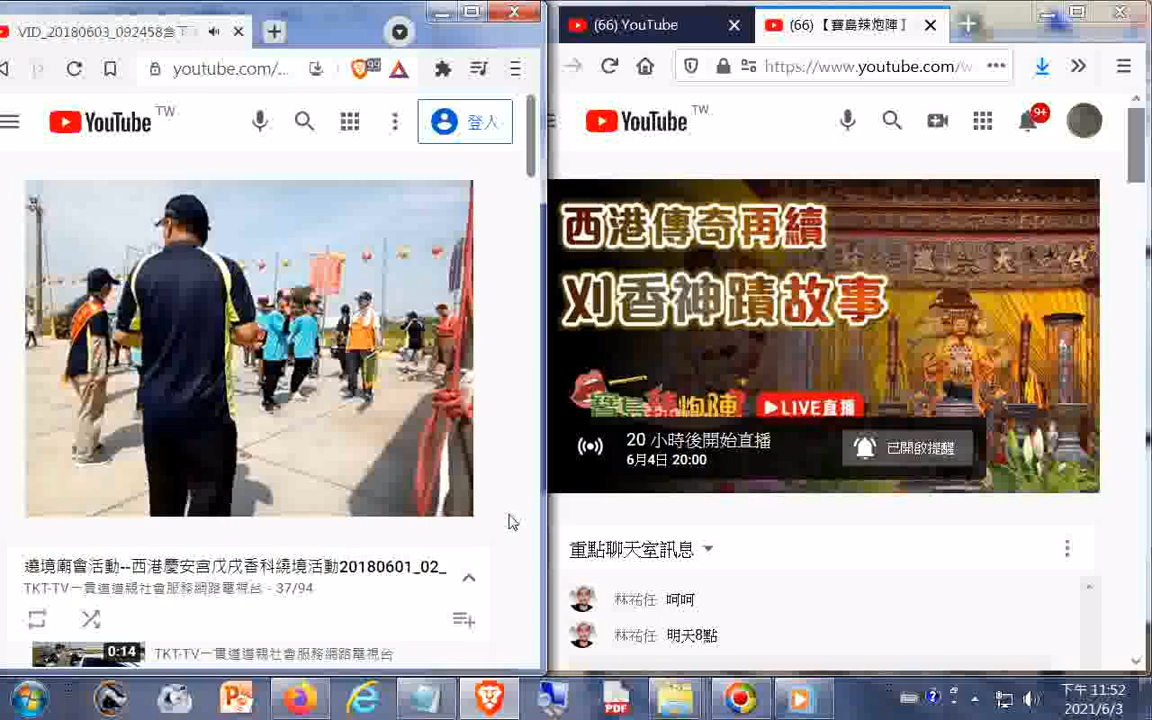 VID_20180603_092458
youtube.com/...
99
YouTube
TW
登入
遶境廟會活動--西港慶安宮戊戌香科繞境活動20180601_02_
TKT-TV一貫道道親社會服務網路電視台 - 37/94
0:14
TKT-TV一貫道道親社會服務網路電視台
(66) YouTube
(66) 【寶島辣炮陣】
https://www.youtube.com/w
YouTube
TW
9+
西港傳奇再續
刈香神蹟故事
寶島辣炮陣
LIVE直播
20 小時後開始直播
6月4日 20:00
已開啟提醒
重點聊天室訊息
林祐任 呵呵
林祐任 明天8點
PDF
下午 11:52
2021/6/3